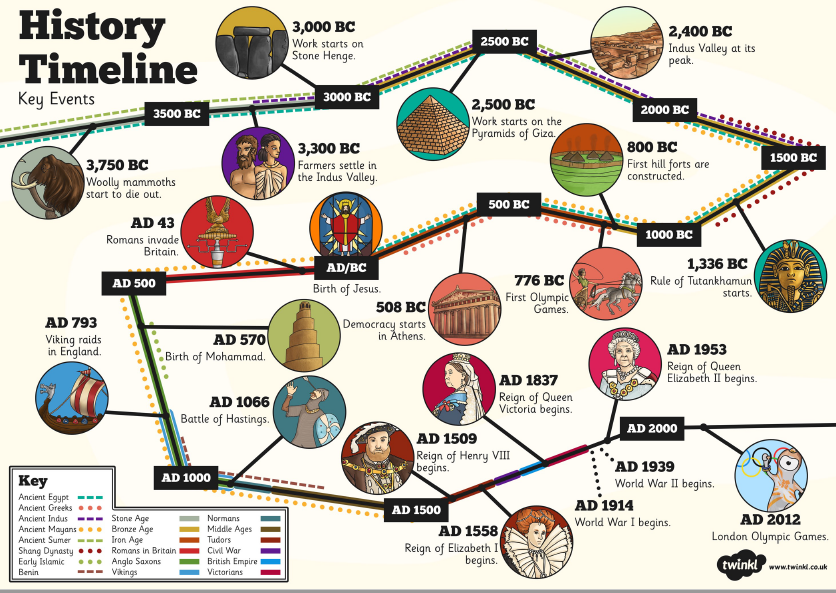 History
Timeline
Key Events
3,000 BC
Work starts on
Stone Henge.
2500 BC
2,400 BC
Indus Valley at its
peak.
3500 BC
3000 BC
2,500 BC
Work starts on the
Pyramids of Giza.
2000 BC
3,750 BC
Woolly mammoths
start to die out.
3,300 BC
Farmers settle in
the Indus Valley.
800 BC
First hill forts are
constructed.
1500 BC
AD 43
Romans invade
Britain.
AD/BC
Birth of Jesus.
500 BC
1000 BC
1,336 BC
Rule of Tutankhamun
starts.
776 BC
First Olympic
Games.
508 BC
Democracy starts
in Athens.
AD 500
AD 793
Viking raids
in England.
AD 570
Birth of Mohammad.
AD 1066
Battle of Hastings.
AD 1837
Reign of Queen
Victoria begins.
AD 1953
Reign of Queen
Elizabeth II begins.
AD 2000
AD 1509
Reign of Henry VIII
begins.
AD 1000
AD 1500
AD 1939
World War II begins.
AD 1914
World War I begins.
AD 1558
Reign of Elizabeth I
begins.
AD 2012
London Olympic Games.
Key
Ancient Egypt
Ancient Greeks
Ancient Indus
Ancient Mayans
Ancient Sumer
Shang Dynasty
Early Islamic
Benin
Stone Age
Bronze Age
Iron Age
Romans in Britain
Anglo Saxons
Vikings
Normans
Middle Ages
Tudors
Civil War
British Empire
Victorians
twinkl
www.twinkl.co.uk